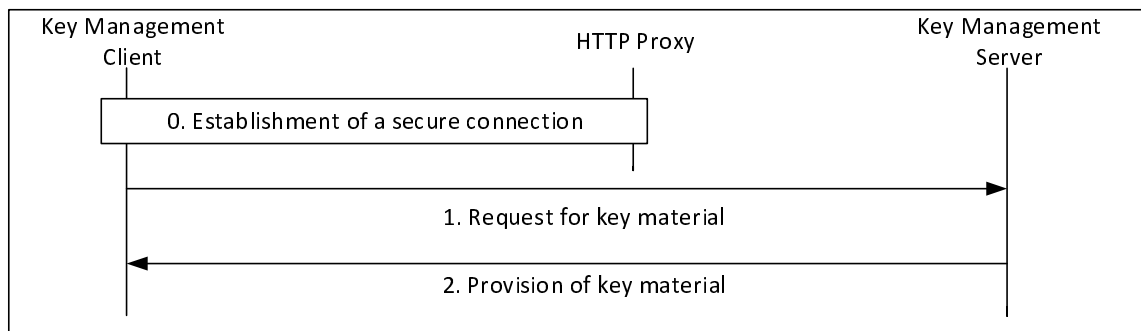 Key Management
Client
HTTP Proxy
Key Management
Server
0. Establishment of a secure connection
1. Request for key material
2. Provision of key material